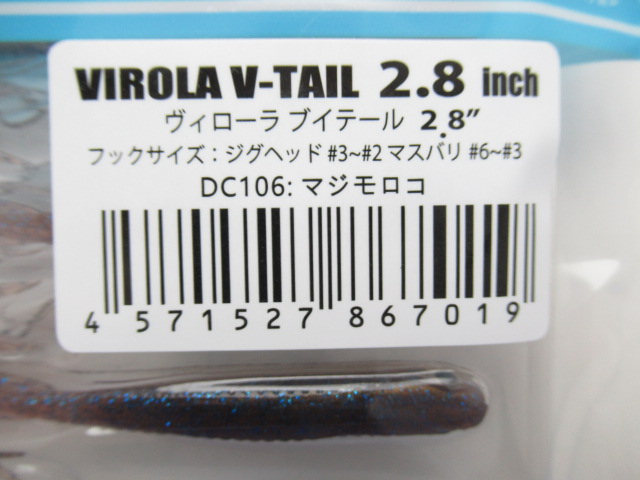 VIROLA V-TAIL 2.8 inch
ヴィローラ ブイテール 2.8"
フックサイズ：ジグヘッド #3~#2 マスバリ #6~#3
DC106: マジモロコ
4 571527 867019